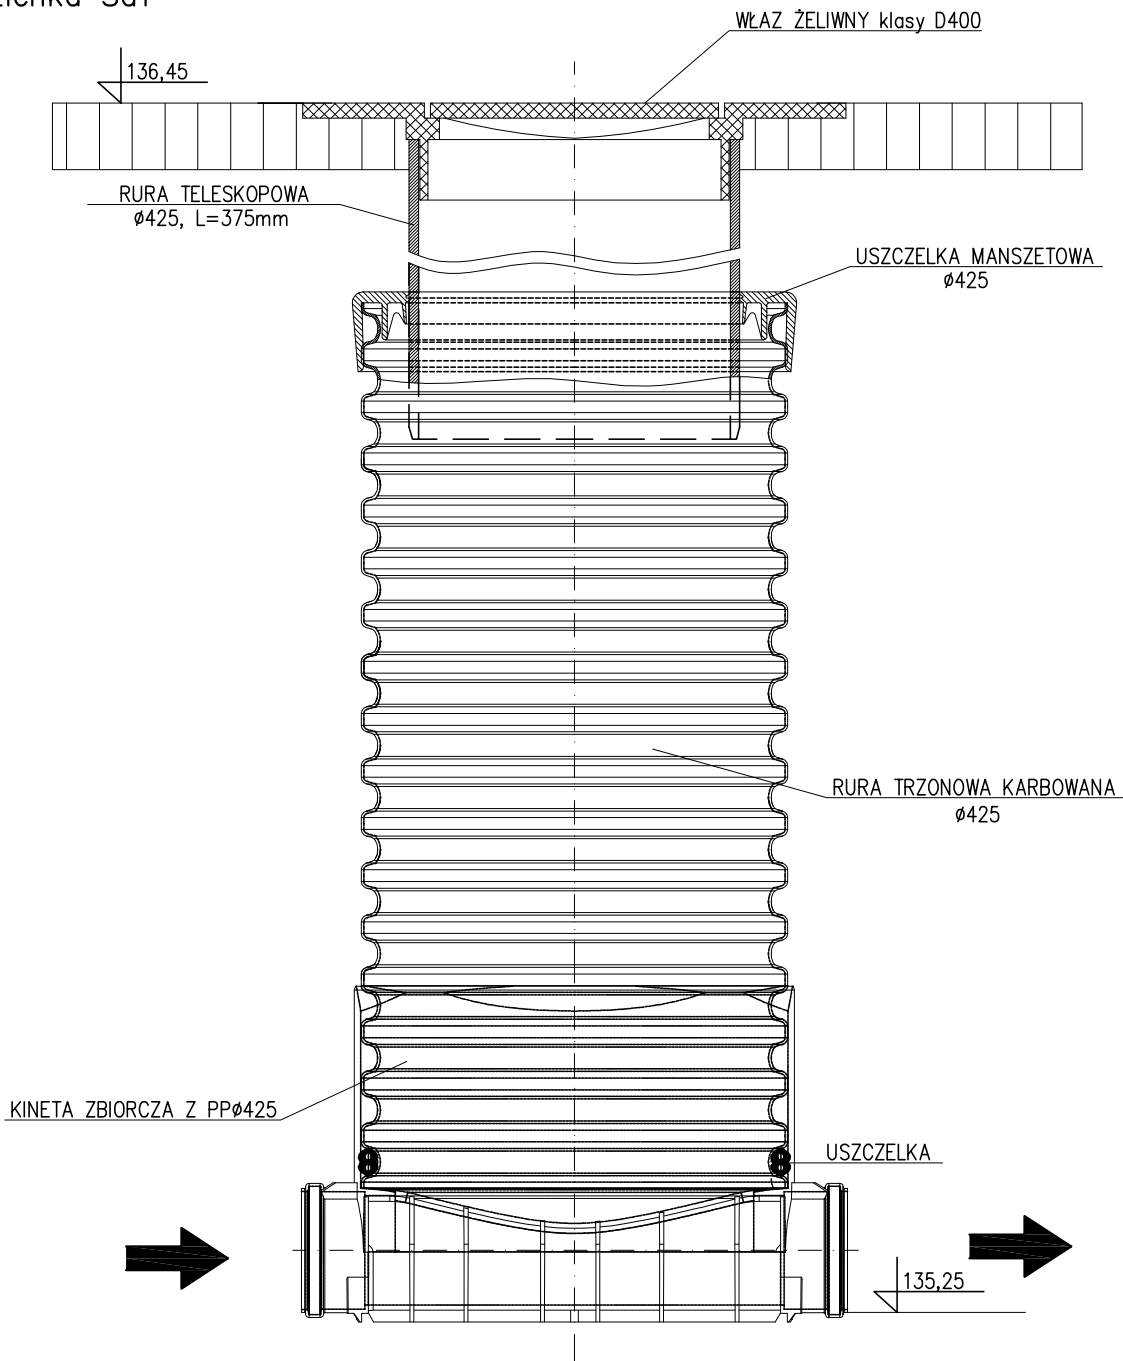 WŁAZ ŻELIWNY klasy D400
136,45
RURA TELESKOPOWA
ø425, L=375mm
USZCZELKA MANSZETOWA
ø425
RURA TRZONOWA KARBOWANA
ø425
KINETA ZBIORCZA Z PPø425
USZCZELKA
135,25